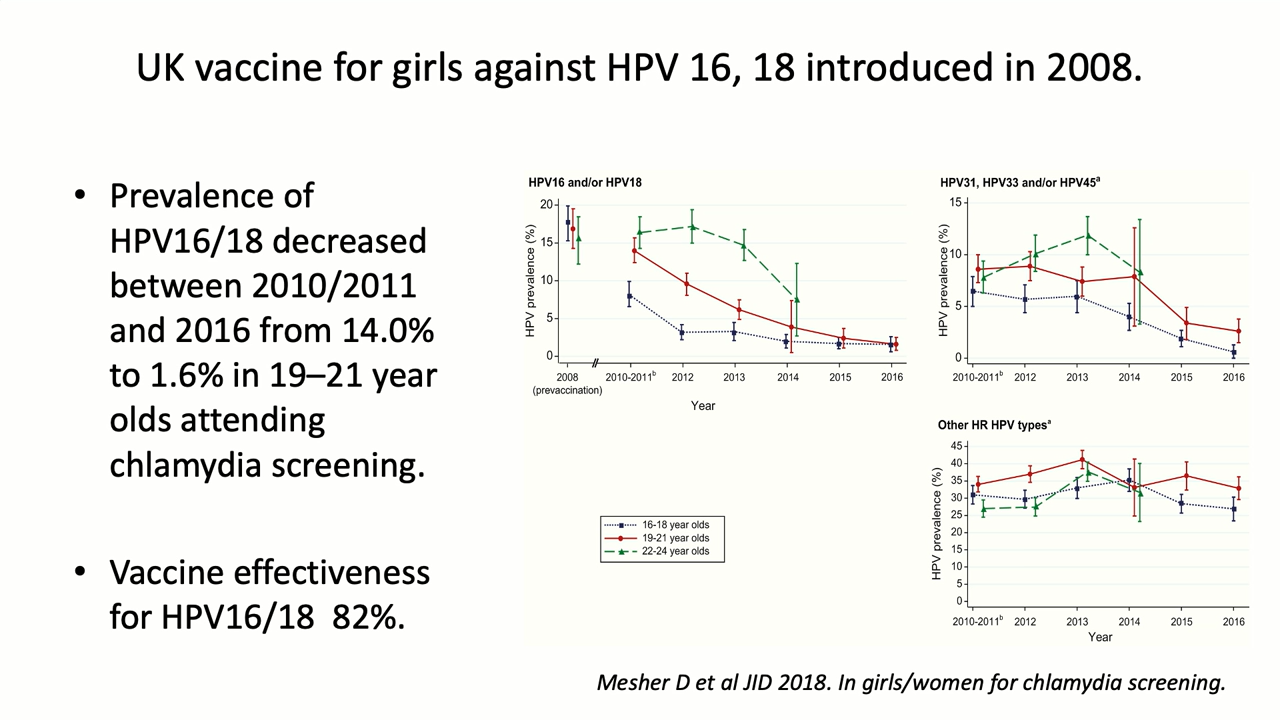 UK vaccine for girls against HPV 16, 18 introduced in 2008.
• Prevalence of
HPV16/18 decreased
between 2010/2011
and 2016 from 14.0%
to 1.6% in 19–21 year
olds attending
chlamydia screening.
• Vaccine effectiveness
for HPV16/18 82%.
HPV16 and/or HPV18
HPV prevalence (%)
20
15
10
5
0
2008 2010-2011ᵇ 2012 2013 2014 2015 2016
(prevaccination)
Year
16-18 year olds
19-21 year olds
22-24 year olds
HPV31, HPV33 and/or HPV45ᵃ
HPV prevalence (%)
15
10
5
0
2010-2011ᵇ 2012 2013 2014 2015 2016
Other HR HPV typesᵃ
HPV prevalence (%)
45
40
35
30
25
20
15
10
5
0
2010-2011ᵇ 2012 2013 2014 2015 2016
Year
Mesher D et al JID 2018. In girls/women for chlamydia screening.